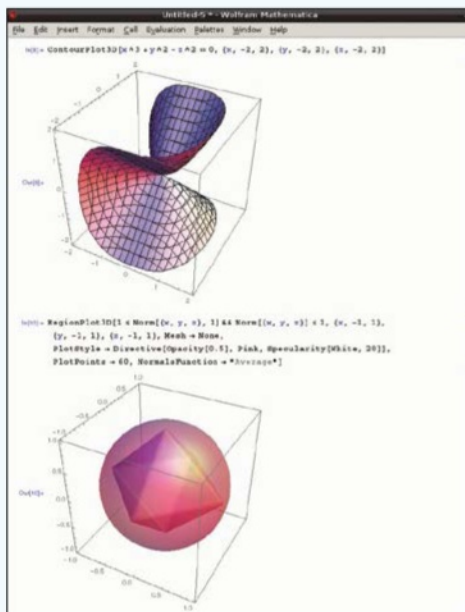 Untitled-5 * - Wolfram Mathematica
File Edit Insert Format Cell Evaluation Palettes Window Help
ContourPlot3D[x^3 + y^2 - z^2 == 0, {x, -2, 2}, {y, -2, 2}, {z, -2, 2}]
RegionPlot3D[1 < Norm[{x, y, z}, 1] && Norm[{x, y, z}] < 1, {x, -1, 1},
{y, -1, 1}, {z, -1, 1}, Mesh → None,
PlotStyle → Directive[Opacity[0.5], Pink, Specularity[White, 20]],
PlotPoints → 60, NormalsFunction → "Average"]